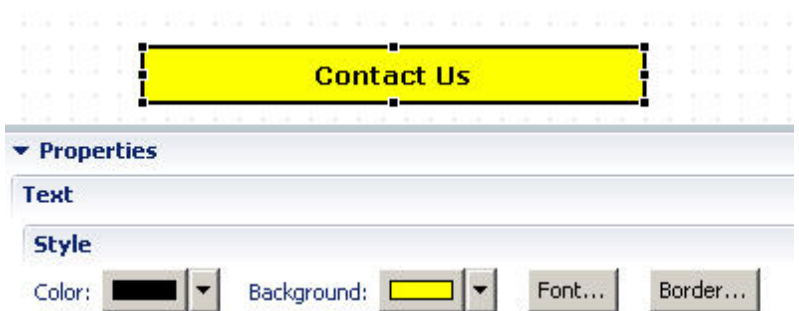 Contact Us
Properties
Text
Style
Color: Background: Font... Border...